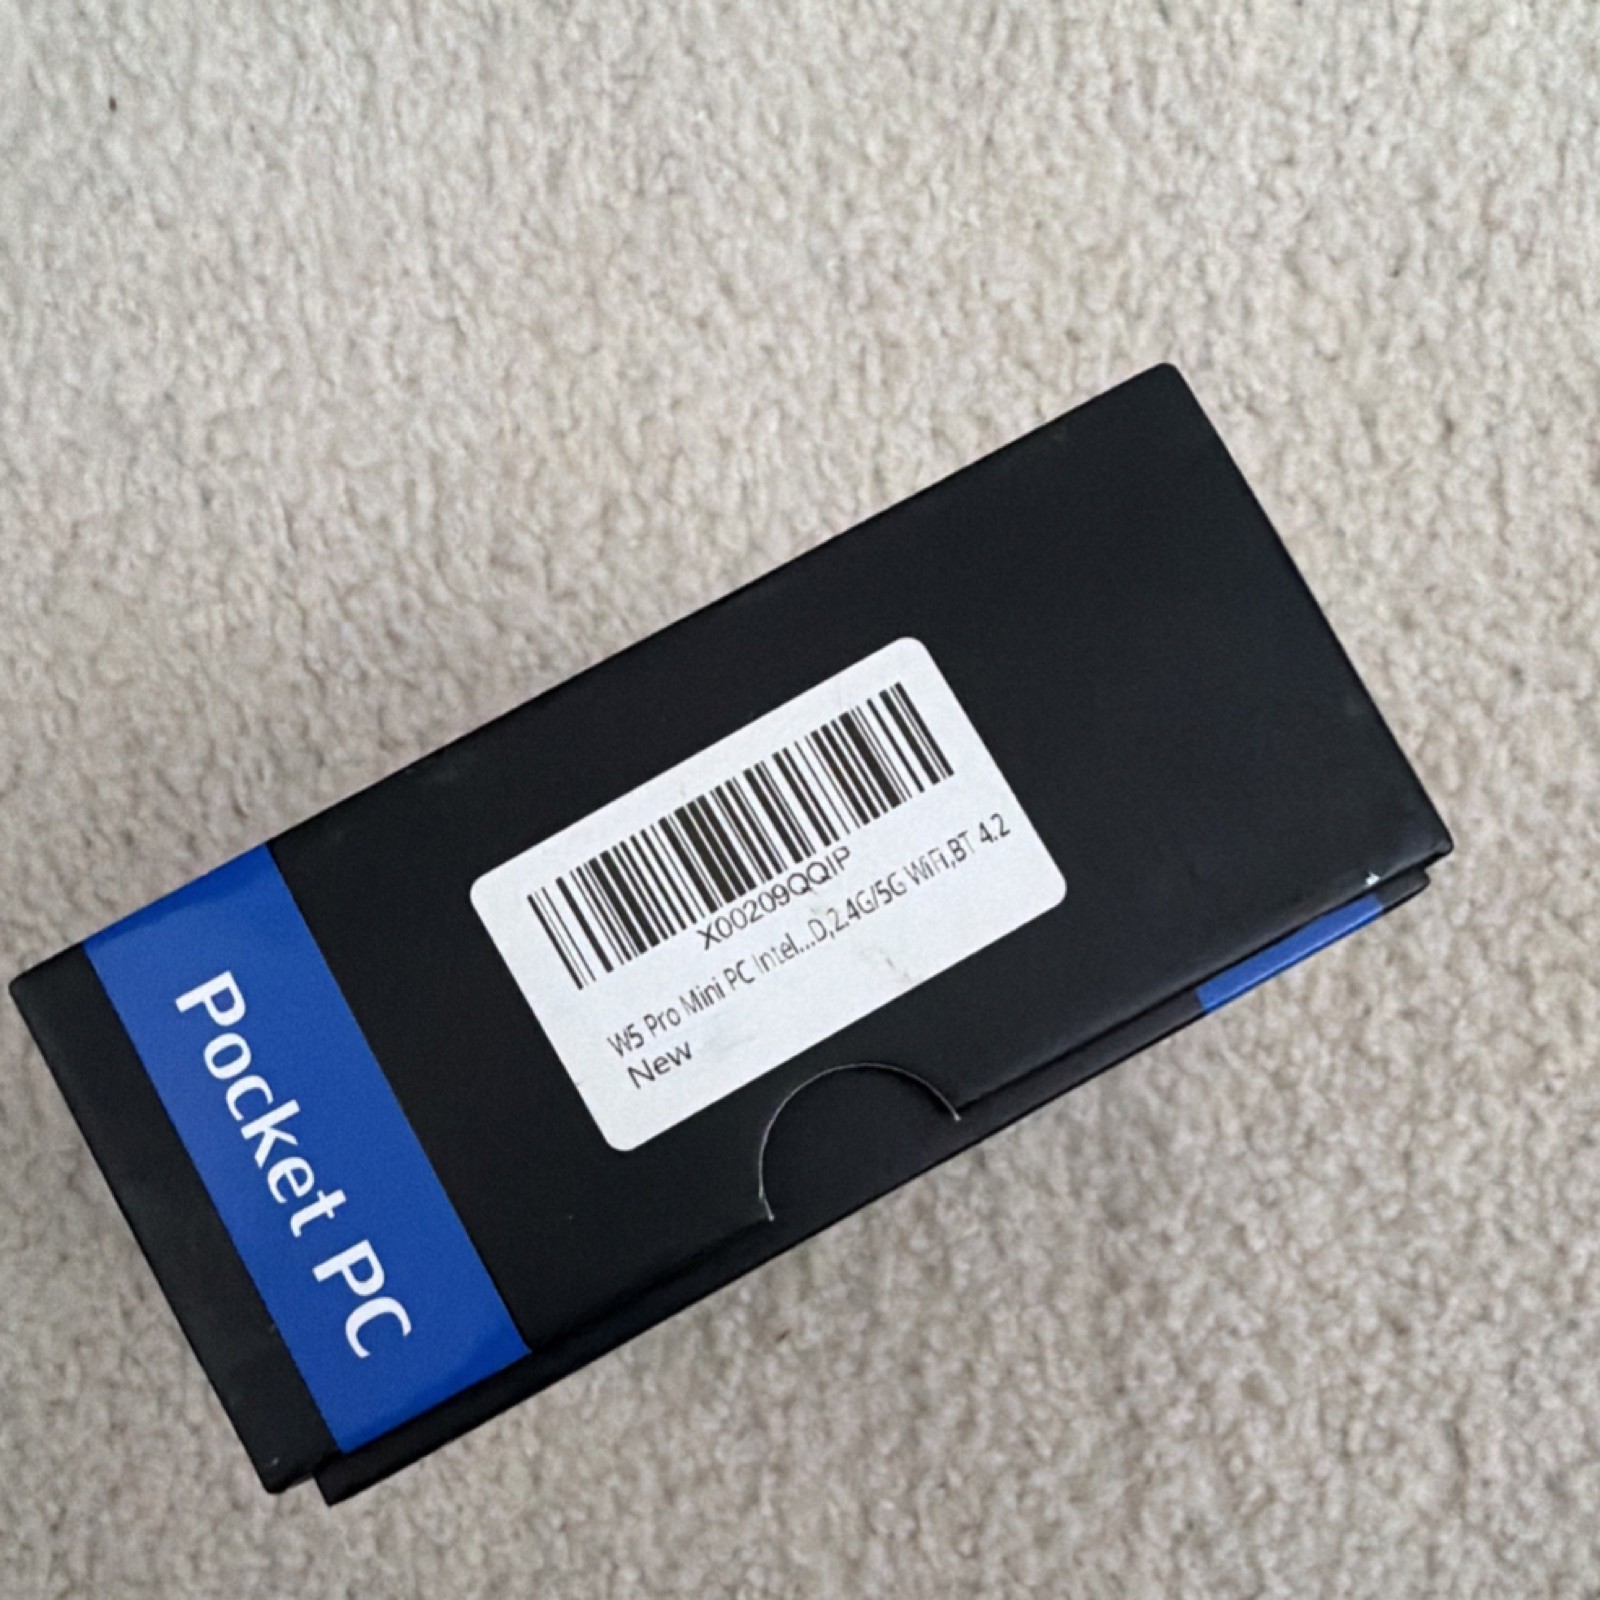 X00209QQIP
W5 Pro Mini PC Intel...D,2.4G/5G WiFi,BT 4.2
New
Pocket PC